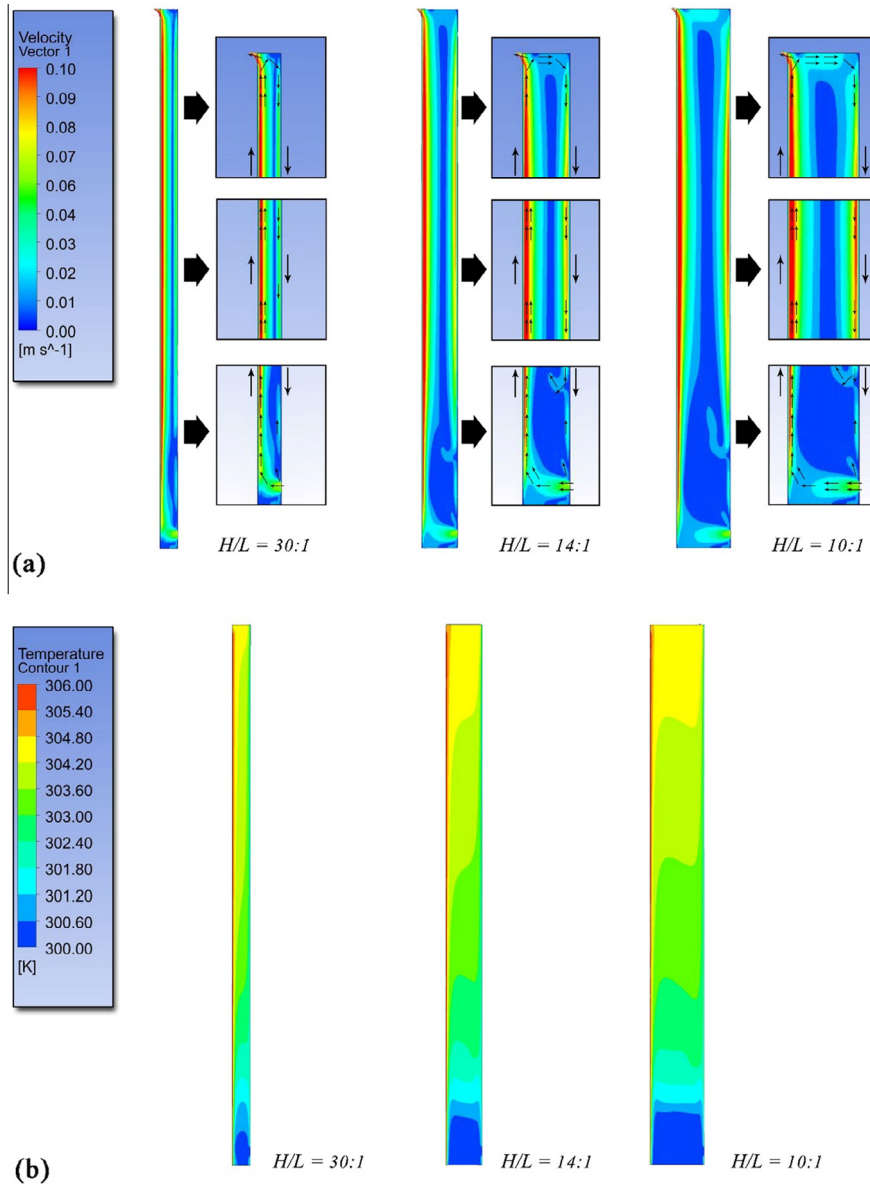 Velocity
Vector 1
0.10
0.09
0.08
0.07
0.06
0.04
0.03
0.02
0.01
0.00
[m s^-1]
H/L = 30:1
H/L = 14:1
H/L = 10:1
(a)
Temperature
Contour 1
306.00
305.40
304.80
304.20
303.60
303.00
302.40
301.80
301.20
300.60
300.00
[K]
H/L = 30:1
H/L = 14:1
H/L = 10:1
(b)